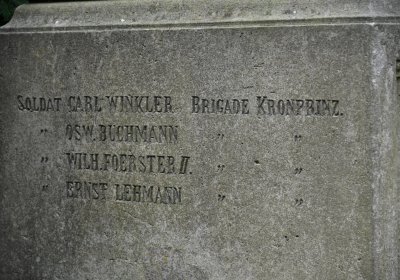 SOLDAT CARL WINKLER BRIGADE KRONPRINZ.
" OSW. BUCHMANN " "
" WILH. FOERSTER II. " "
" ERNST LEHMANN " "